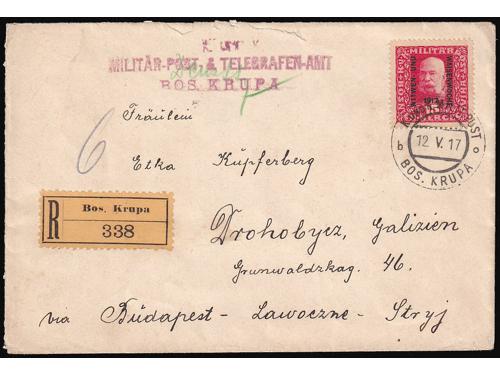 K. u. K.
MILITÄR-POST- & TELEGRAFEN-AMT
BOS. KRUPA
MILITÄR
12 V. 17
b
BOS. KRUPA
Fräulein
6
Etka Küpferberg
R
Bos. Krupa
338
Drohobycz, Galizien
Grunwaldzkag. 46.
via Budapest - Lawoczne - Stryj